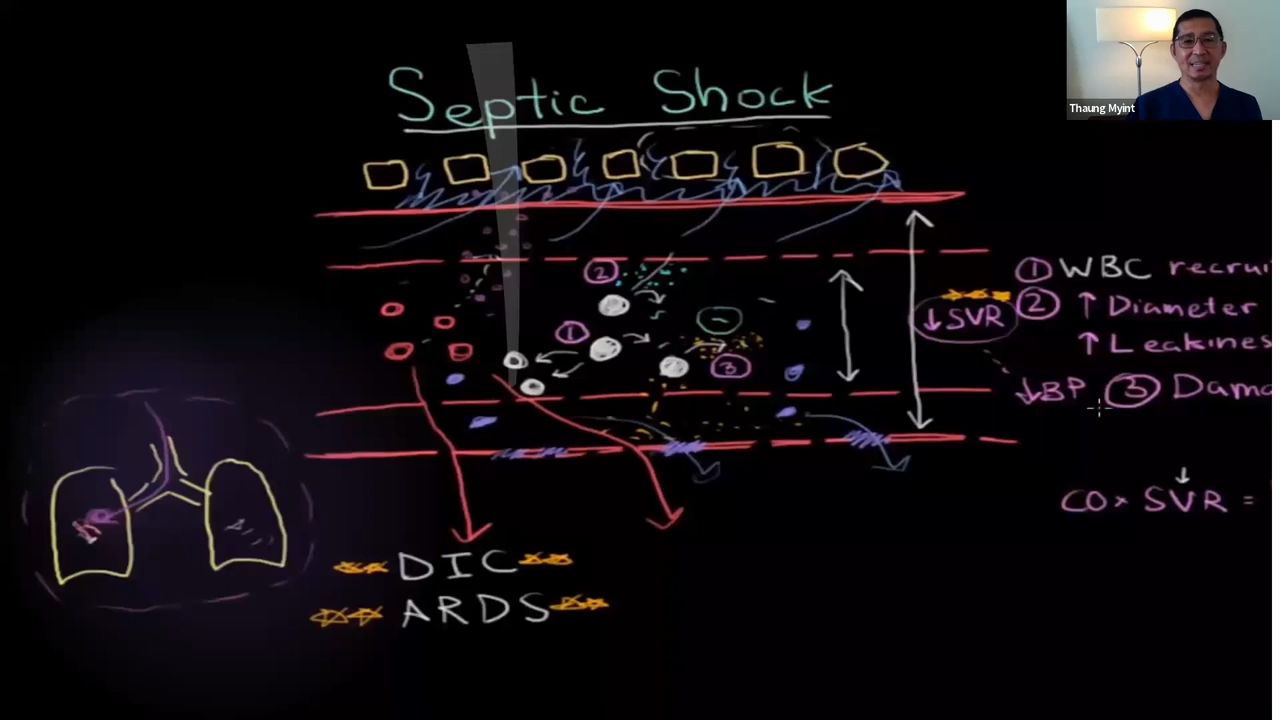 Thaung Myint
Septic Shock
② 
① WBC recrui
② ↑ Diameter
↓ SVR
① 
↑ Leakines
③ 
↓BP ③ Dama
↓
CO × SVR =
DIC
ARDS